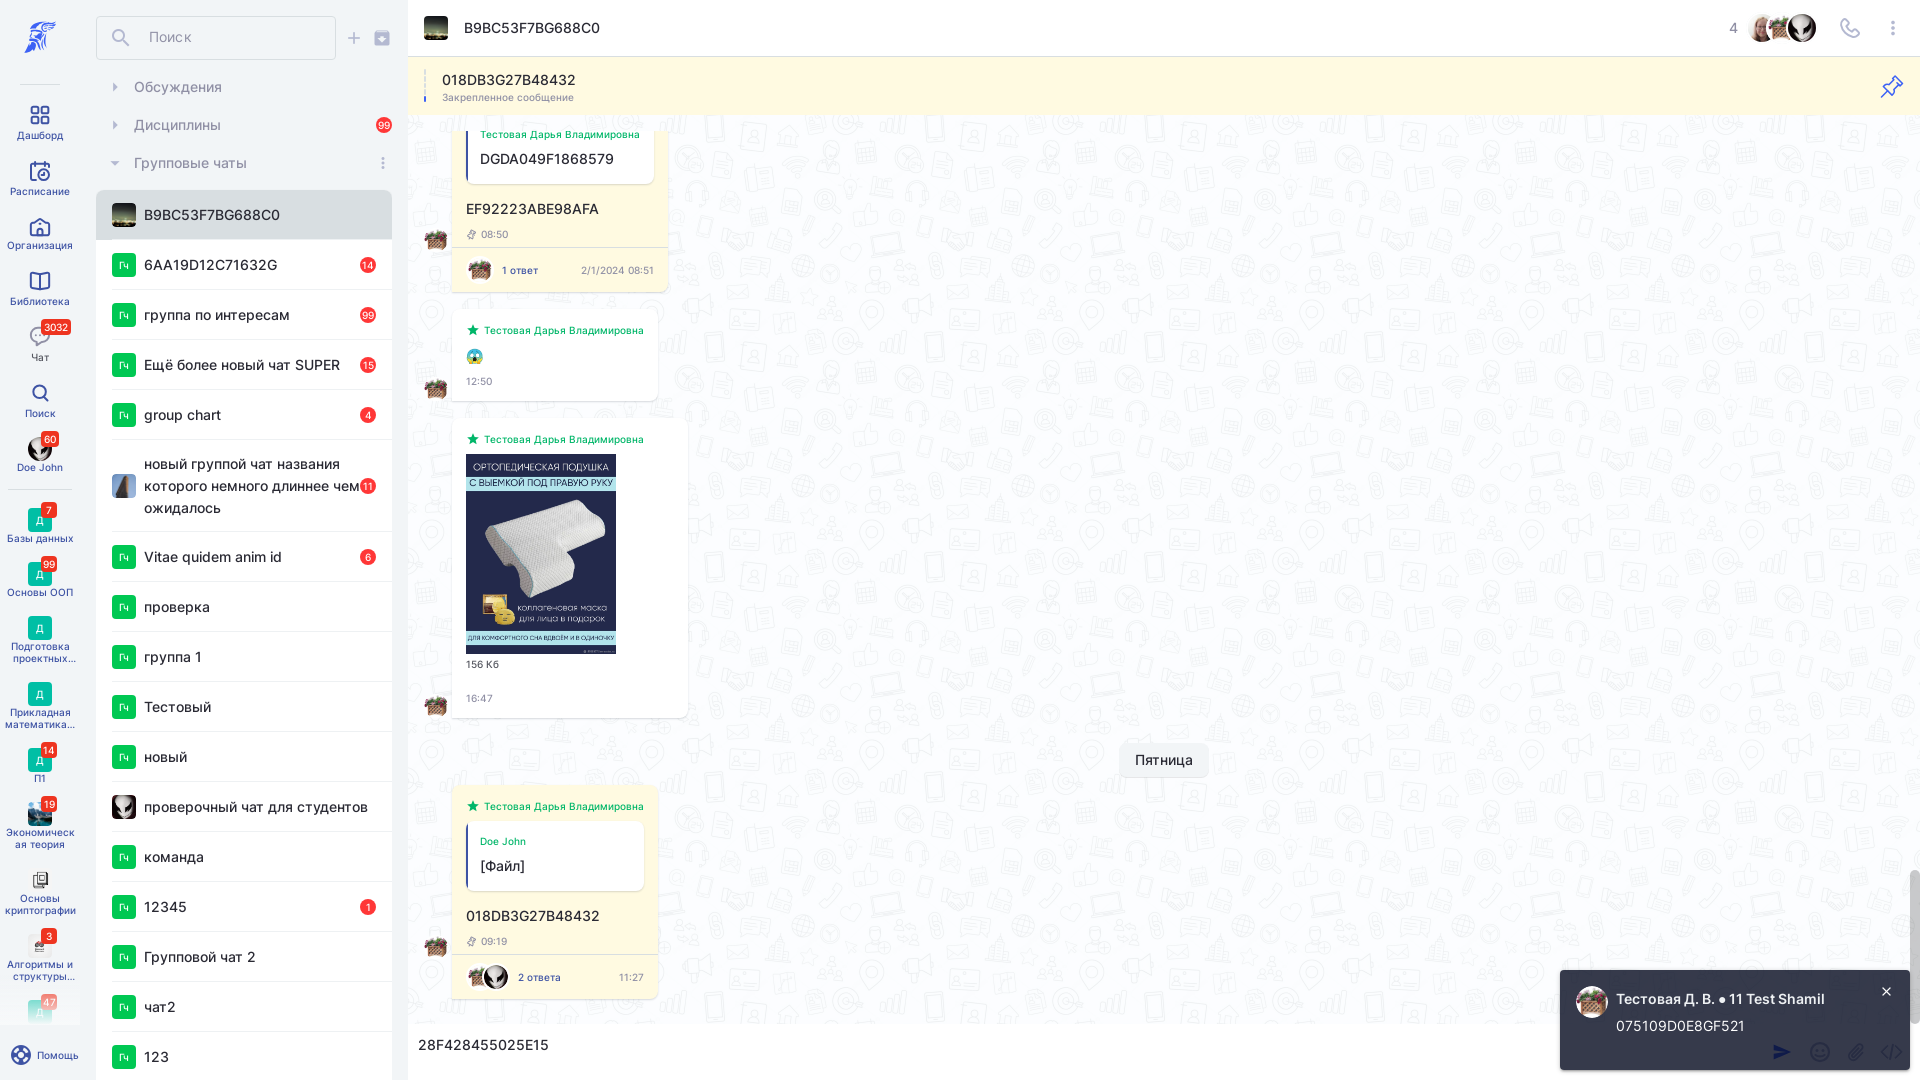 Дашборд
Расписание
Организация
Библиотека
3032
Чат
Поиск
60
Doe John
7
Д
Базы данных
99
Д
Основы ООП
Д
Подготовка
проектных...
Д
Прикладная
математика...
14
Д
П1
19
Экономическ
ая теория
Основы
криптографии
3
Алгоритмы и
структуры...
47
Д
Помощь
Поиск
Обсуждения
Дисциплины
99
Групповые чаты
B9BC53F7BG688C0
Гч
6AA19D12C71632G
14
Гч
группа по интересам
99
Гч
Ещё более новый чат SUPER
15
Гч
group chart
4
новый группой чат названия
которого немного длиннее чем
ожидалось
11
Гч
Vitae quidem anim id
6
Гч
проверка
Гч
группа 1
Гч
Тестовый
Гч
новый
проверочный чат для студентов
Гч
команда
Гч
12345
1
Гч
Групповой чат 2
Гч
чат2
Гч
123
B9BC53F7BG688C0
4
018DB3G27B48432
Закрепленное сообщение
Тестовая Дарья Владимировна
DGDA049F1868579
EF92223ABE98AFA
08:50
1 ответ
2/1/2024 08:51
Тестовая Дарья Владимировна
12:50
Тестовая Дарья Владимировна
ОРТОПЕДИЧЕСКАЯ ПОДУШКА
С ВЫЕМКОЙ ПОД ПРАВУЮ РУКУ
коллагеновая маска
для лица в подарок
ДЛЯ КОМФОРТНОГО СНА ВДВОЁМ И В ОДИНОЧКУ
156 Кб
16:47
Пятница
Тестовая Дарья Владимировна
Doe John
[Файл]
018DB3G27B48432
09:19
2 ответа
11:27
28F428455025E15
Тестовая Д. В. ● 11 Test Shamil
075109D0E8GF521